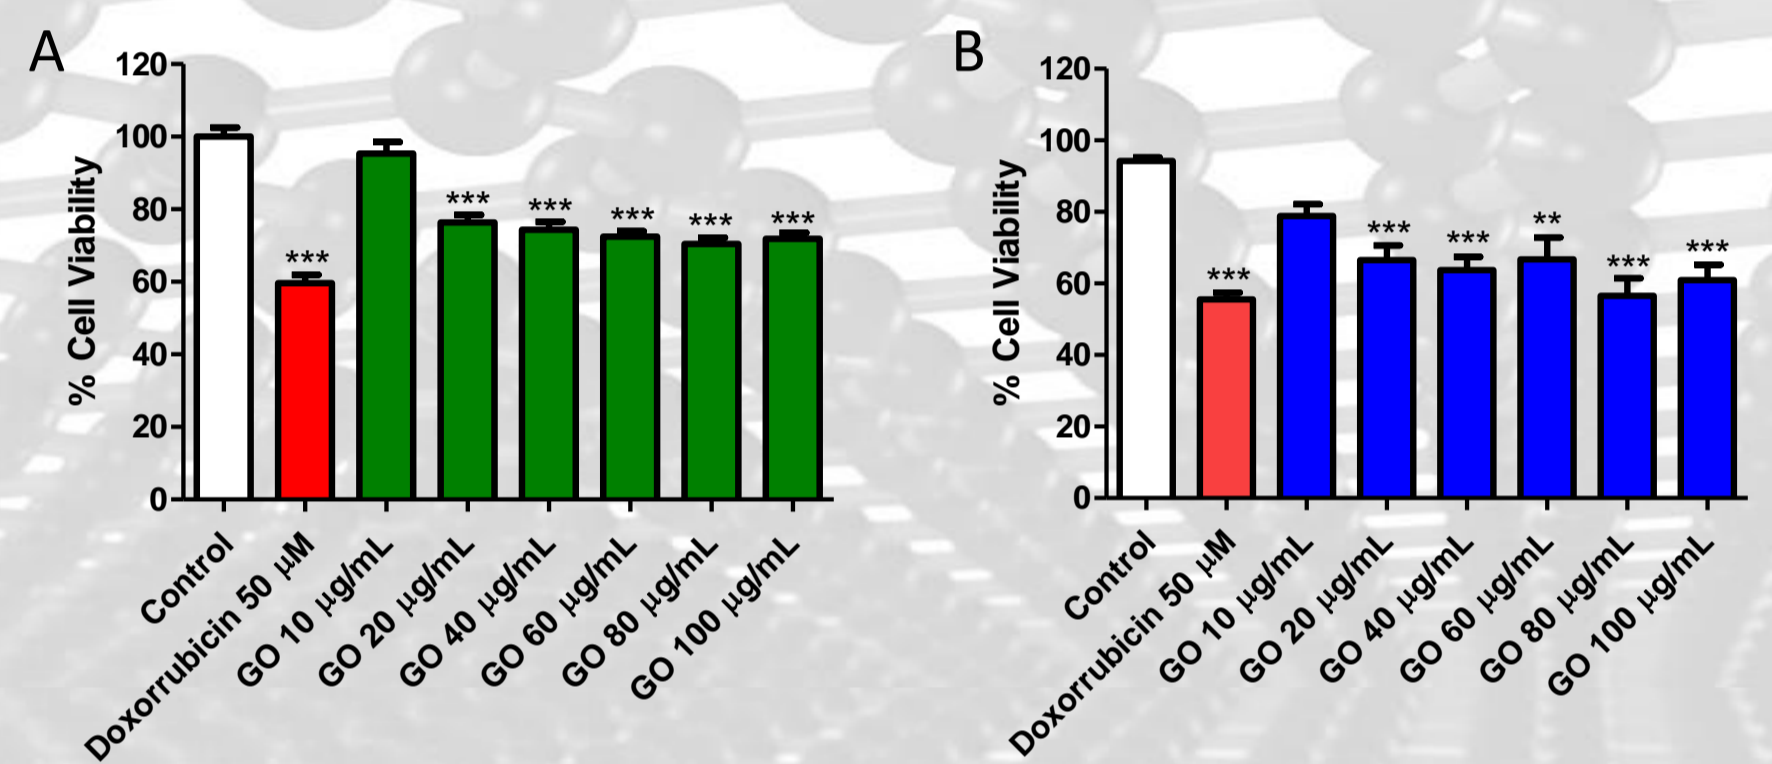 A
120
100
80
60
40
20
0
% Cell Viability
***
***
***
***
***
***
Control
Doxorrubicin 50 µM
GO 10 µg/mL
GO 20 µg/mL
GO 40 µg/mL
GO 60 µg/mL
GO 80 µg/mL
GO 100 µg/mL
B
120
100
80
60
40
20
0
% Cell Viability
***
***
***
**
***
***
Control
Doxorrubicin 50 µM
GO 10 µg/mL
GO 20 µg/mL
GO 40 µg/mL
GO 60 µg/mL
GO 80 µg/mL
GO 100 µg/mL